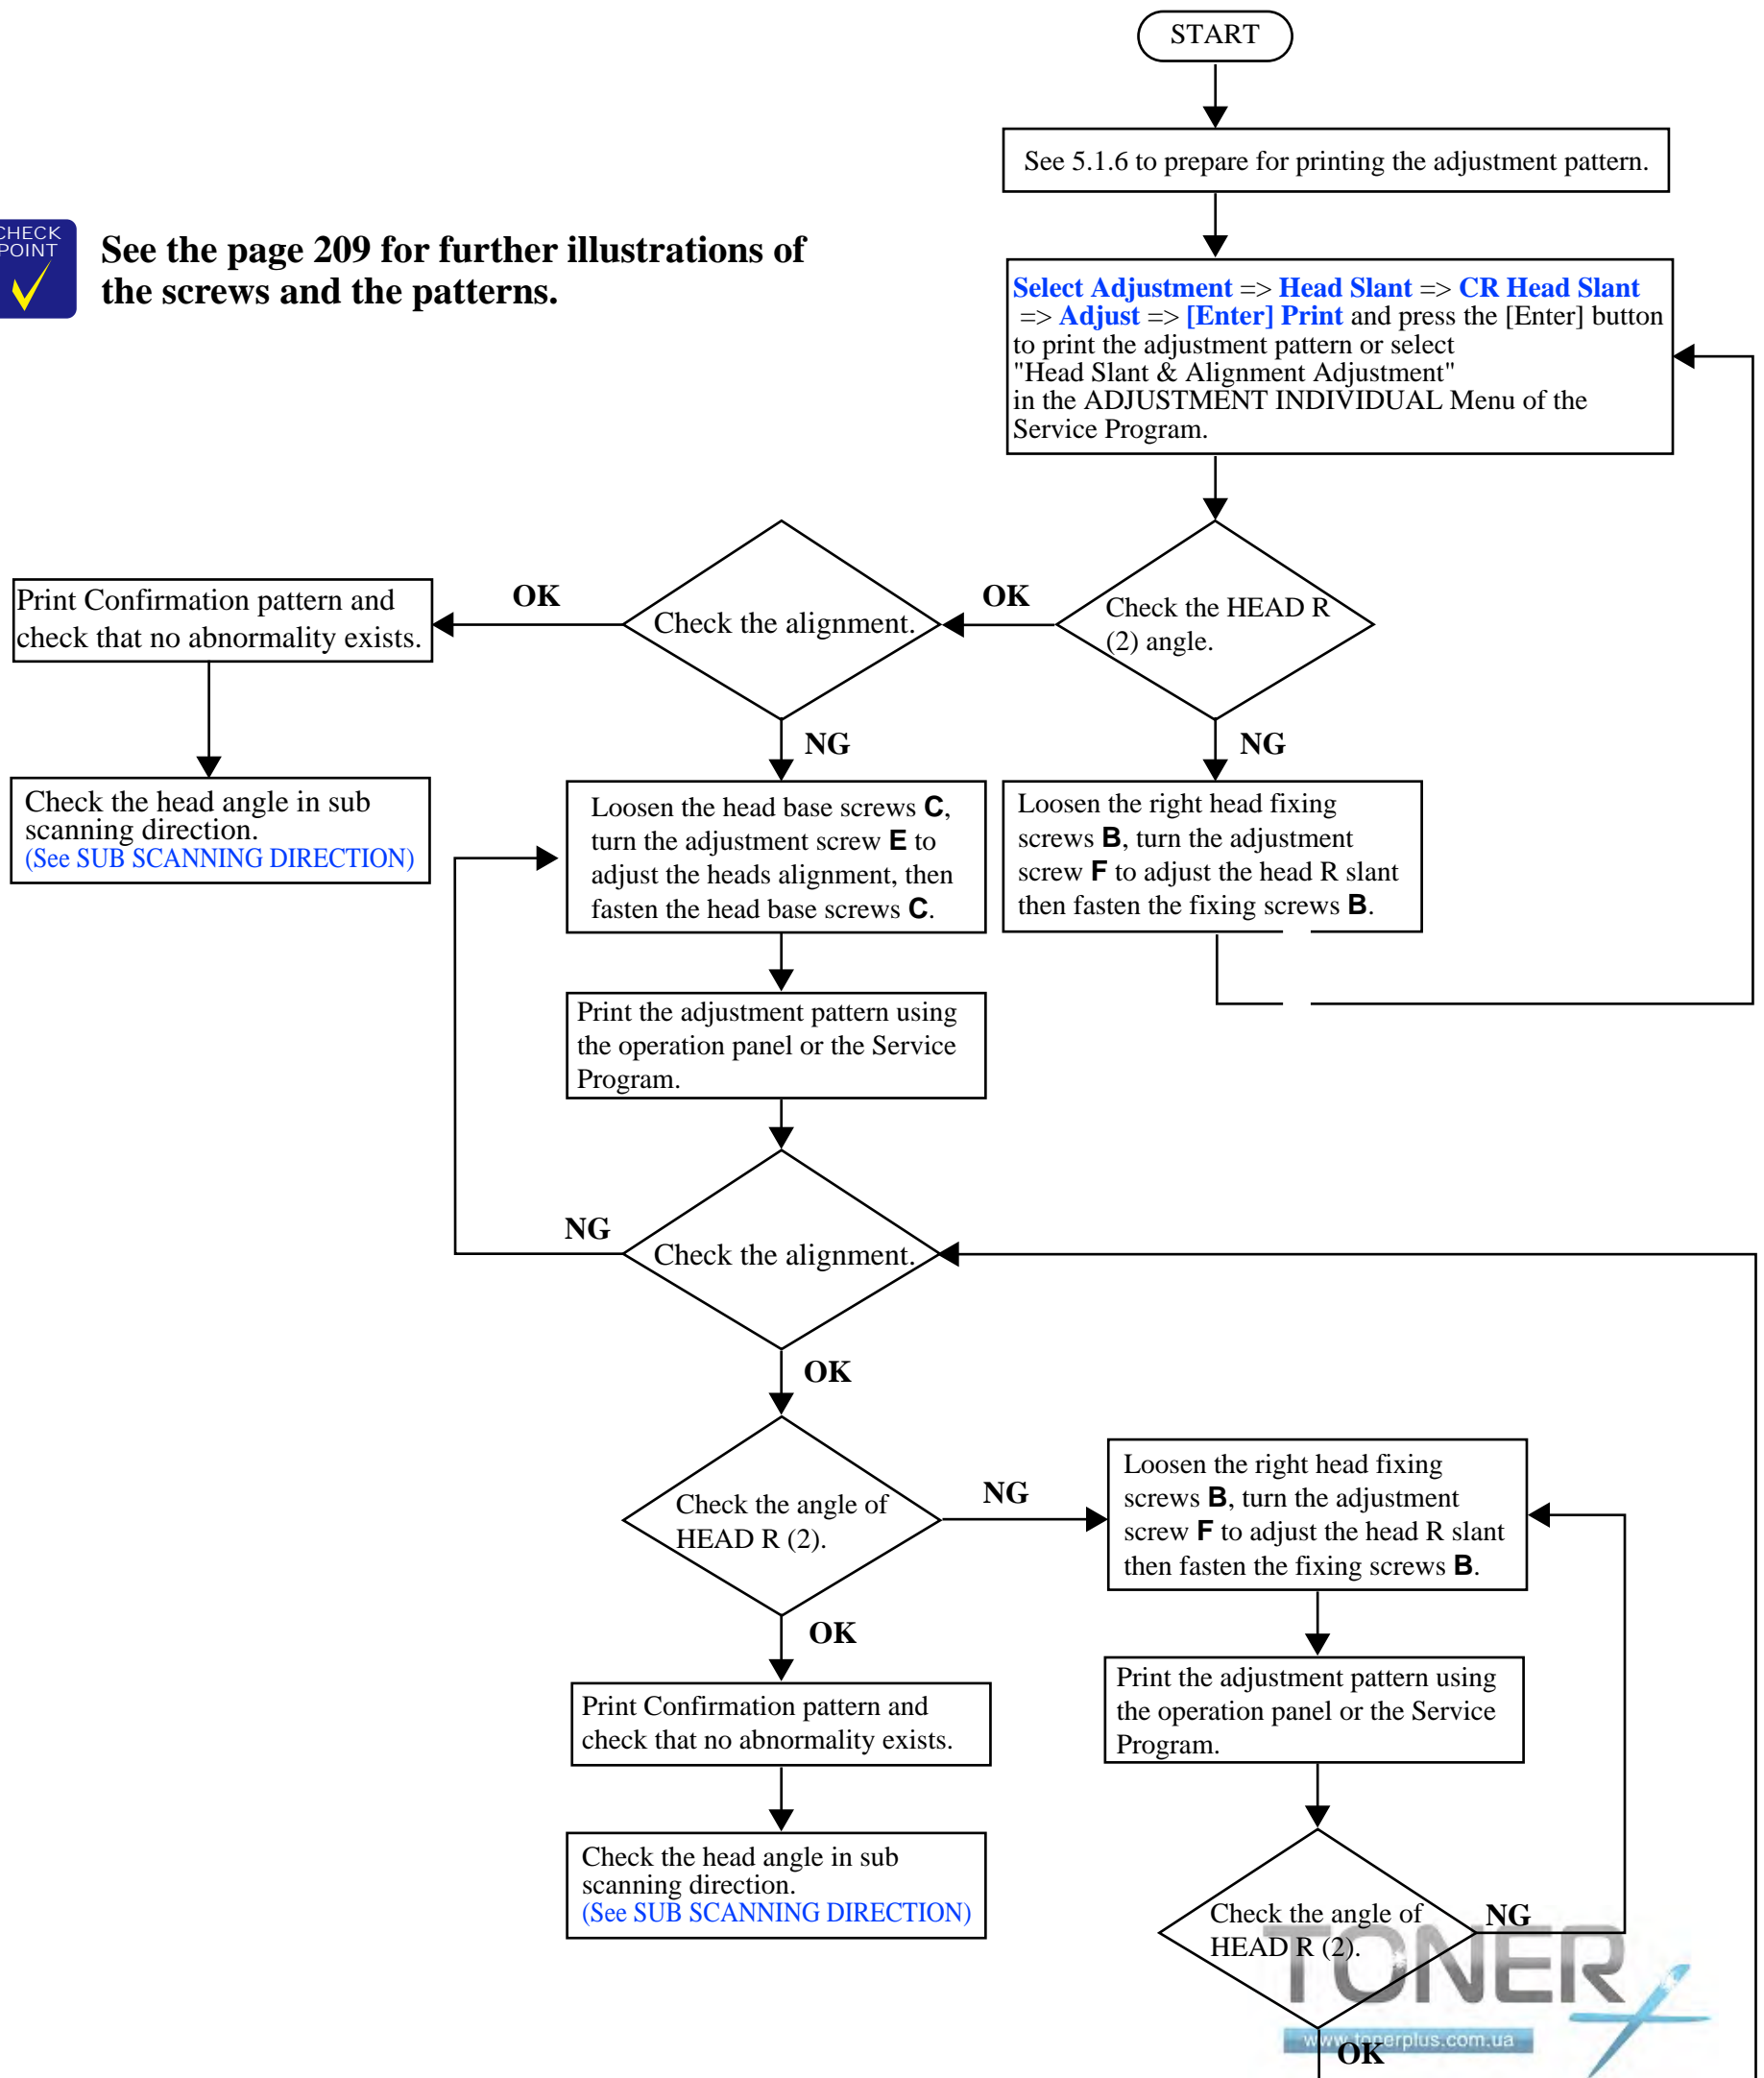 START
See 5.1.6 to prepare for printing the adjustment pattern.
CHECK
POINT
See the page 209 for further illustrations of
the screws and the patterns.
Select Adjustment => Head Slant => CR Head Slant
=> Adjust => [Enter] Print and press the [Enter] button
to print the adjustment pattern or select
"Head Slant & Alignment Adjustment"
in the ADJUSTMENT INDIVIDUAL Menu of the
Service Program.
Check the HEAD R
(2) angle.
OK
Check the alignment.
OK
Print Confirmation pattern and
check that no abnormality exists.
Check the head angle in sub
scanning direction.
(See SUB SCANNING DIRECTION)
NG
Loosen the head base screws C,
turn the adjustment screw E to
adjust the heads alignment, then
fasten the head base screws C.
NG
Loosen the right head fixing
screws B, turn the adjustment
screw F to adjust the head R slant
then fasten the fixing screws B.
Print the adjustment pattern using
the operation panel or the Service
Program.
NG
Check the alignment.
OK
Check the angle of
HEAD R (2).
NG
Loosen the right head fixing
screws B, turn the adjustment
screw F to adjust the head R slant
then fasten the fixing screws B.
OK
Print Confirmation pattern and
check that no abnormality exists.
Print the adjustment pattern using
the operation panel or the Service
Program.
Check the head angle in sub
scanning direction.
(See SUB SCANNING DIRECTION)
Check the angle of
HEAD R (2).
NG
TONER
www.tonerplus.com.ua
OK